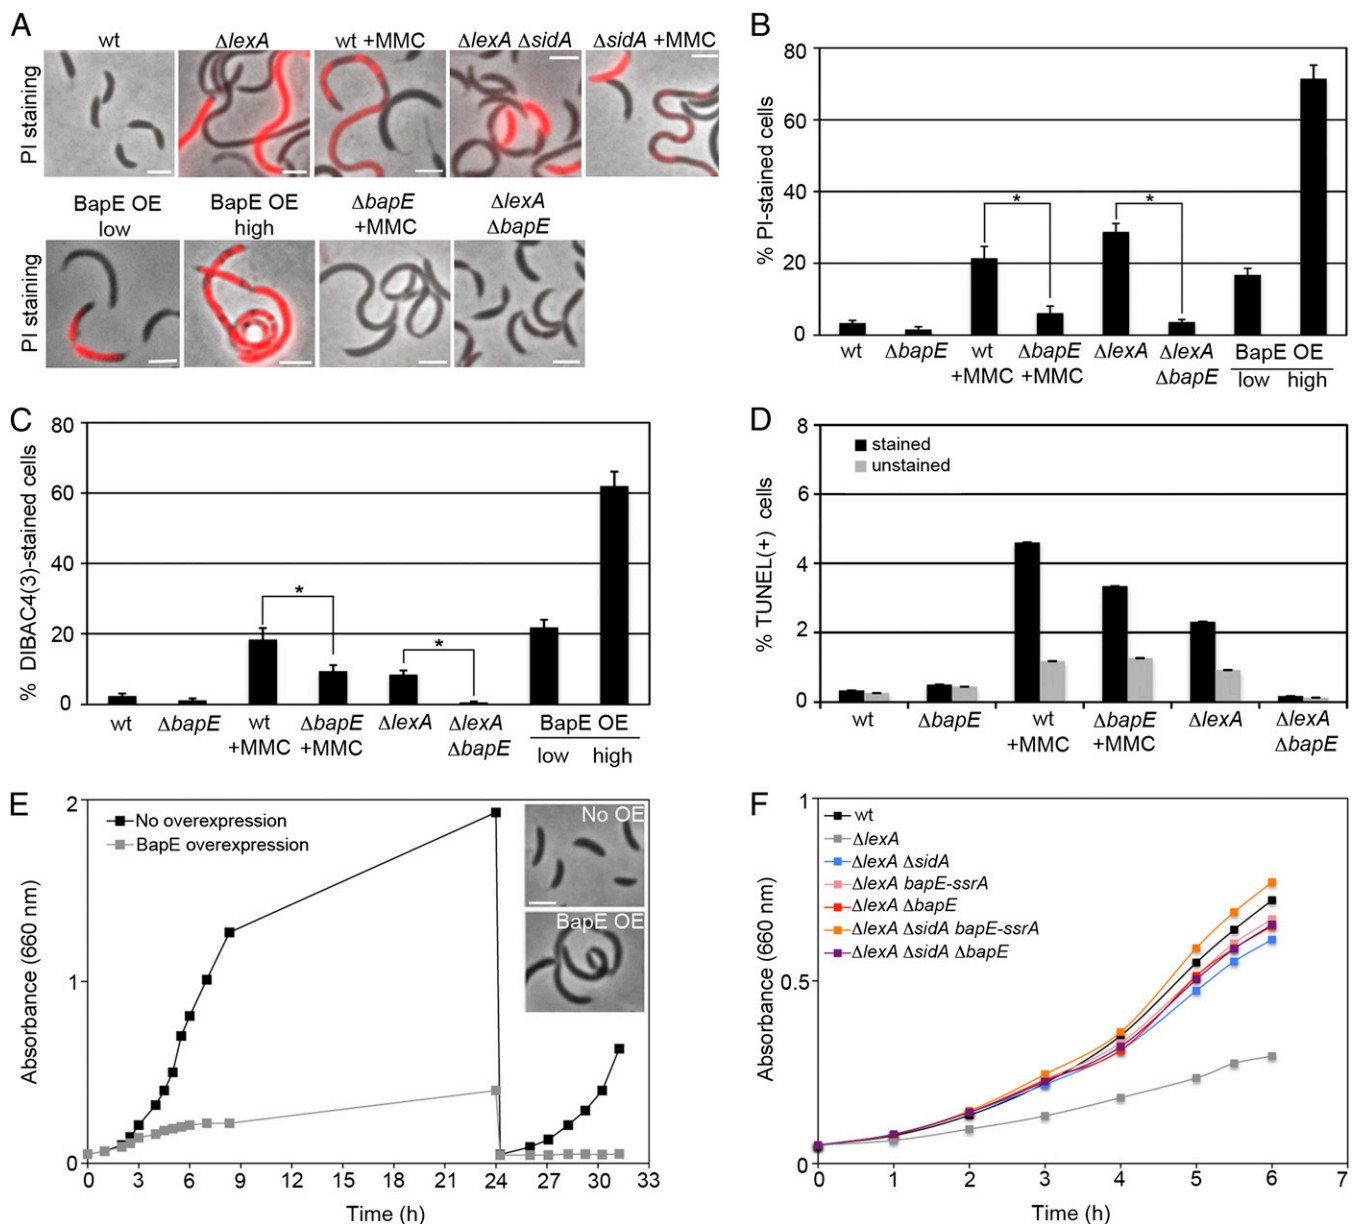 A
wt
ΔlexA
wt +MMC
ΔlexA ΔsidA
ΔsidA +MMC
PI staining
BapE OE
low
BapE OE
high
ΔbapE
+MMC
ΔlexA
ΔbapE
PI staining
B
% PI-stained cells
80
60
40
20
0
*
*
wt
ΔbapE
wt
+MMC
ΔbapE
+MMC
ΔlexA
ΔlexA
ΔbapE
BapE OE
low high
C
% DIBAC4(3)-stained cells
80
60
40
20
0
*
*
wt
ΔbapE
wt
+MMC
ΔbapE
+MMC
ΔlexA
ΔlexA
ΔbapE
BapE OE
low high
D
% TUNEL(+) cells
8
6
4
2
0
stained
unstained
wt
ΔbapE
wt
+MMC
ΔbapE
+MMC
ΔlexA
ΔlexA
ΔbapE
E
Absorbance (660 nm)
2
1
0
No overexpression
BapE overexpression
No OE
BapE OE
0 3 6 9 12 15 18 21 24 27 30 33
Time (h)
F
Absorbance (660 nm)
1
0.5
0
wt
ΔlexA
ΔlexA ΔsidA
ΔlexA bapE-ssrA
ΔlexA ΔbapE
ΔlexA ΔsidA bapE-ssrA
ΔlexA ΔsidA ΔbapE
0 1 2 3 4 5 6 7
Time (h)